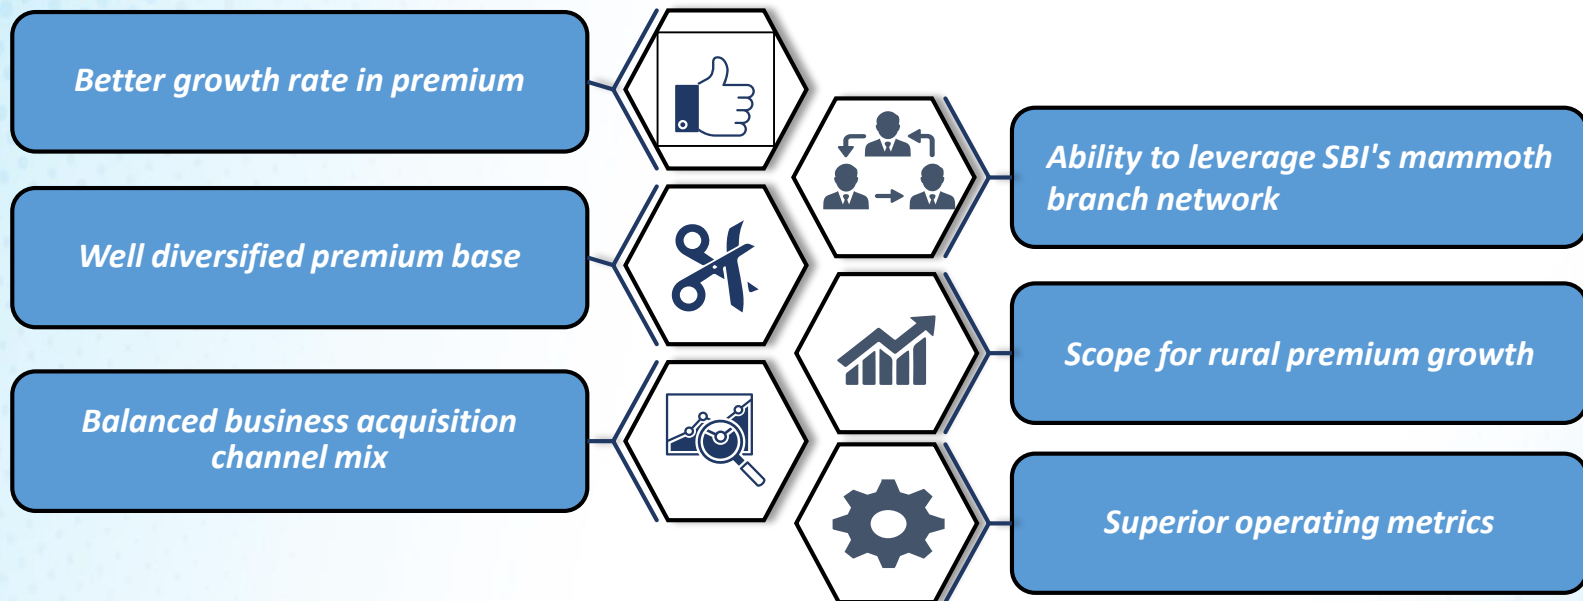 Better growth rate in premium
Ability to leverage SBI's mammoth
branch network
Well diversified premium base
Scope for rural premium growth
Balanced business acquisition
channel mix
Superior operating metrics